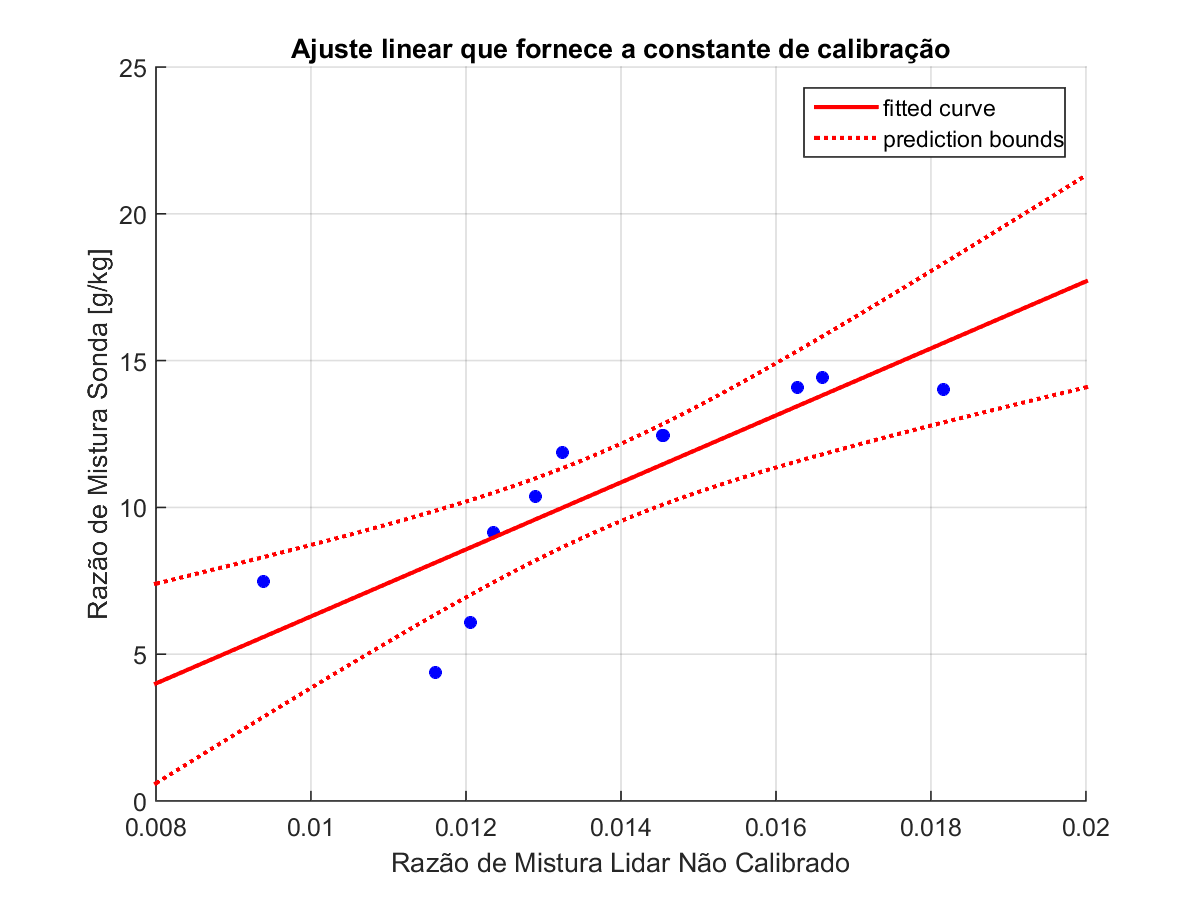 Ajuste linear que fornece a constante de calibração
fitted curve
prediction bounds
25
20
15
10
5
0
Razão de Mistura Sonda [g/kg]
0.008 0.01 0.012 0.014 0.016 0.018 0.02
Razão de Mistura Lidar Não Calibrado